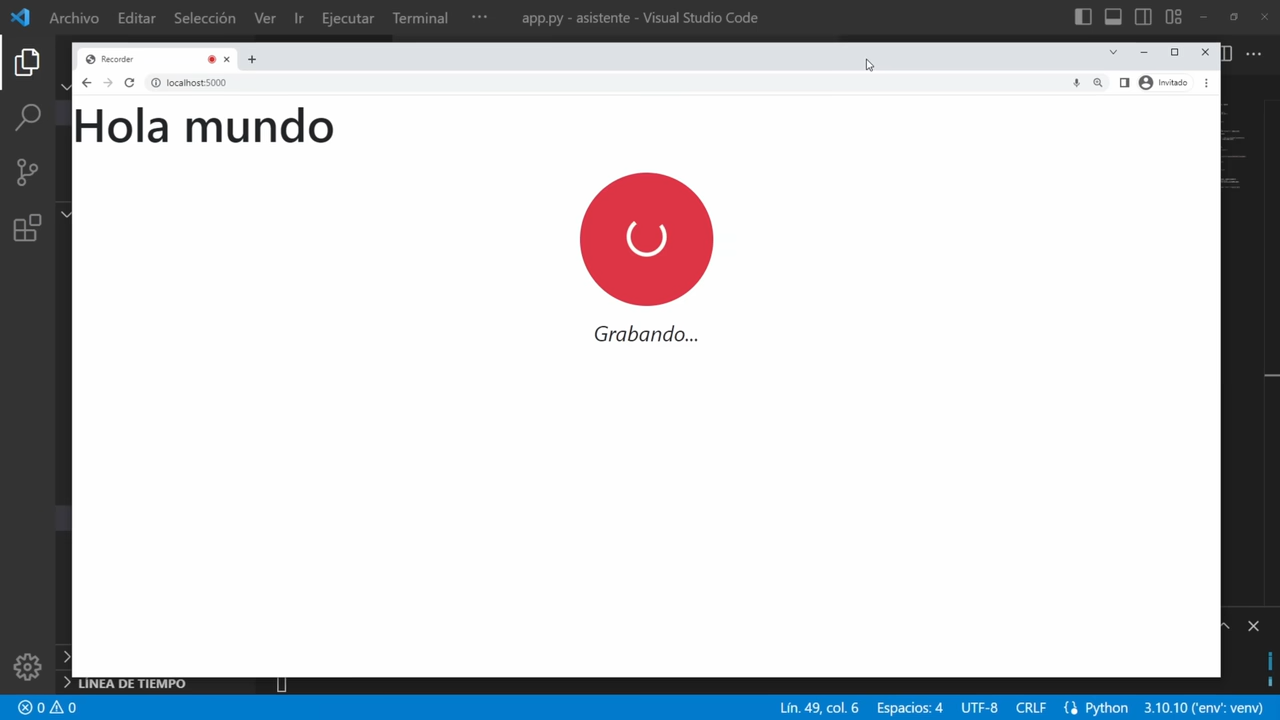 Archivo Editar Selección Ver Ir Ejecutar Terminal ··· app.py - asistente - Visual Studio Code
Recorder
localhost:5000
Invitado
Hola mundo
Grabando...
LÍNEA DE TIEMPO
0 0 Lín. 49, col. 6 Espacios: 4 UTF-8 CRLF Python 3.10.10 ('env': venv)